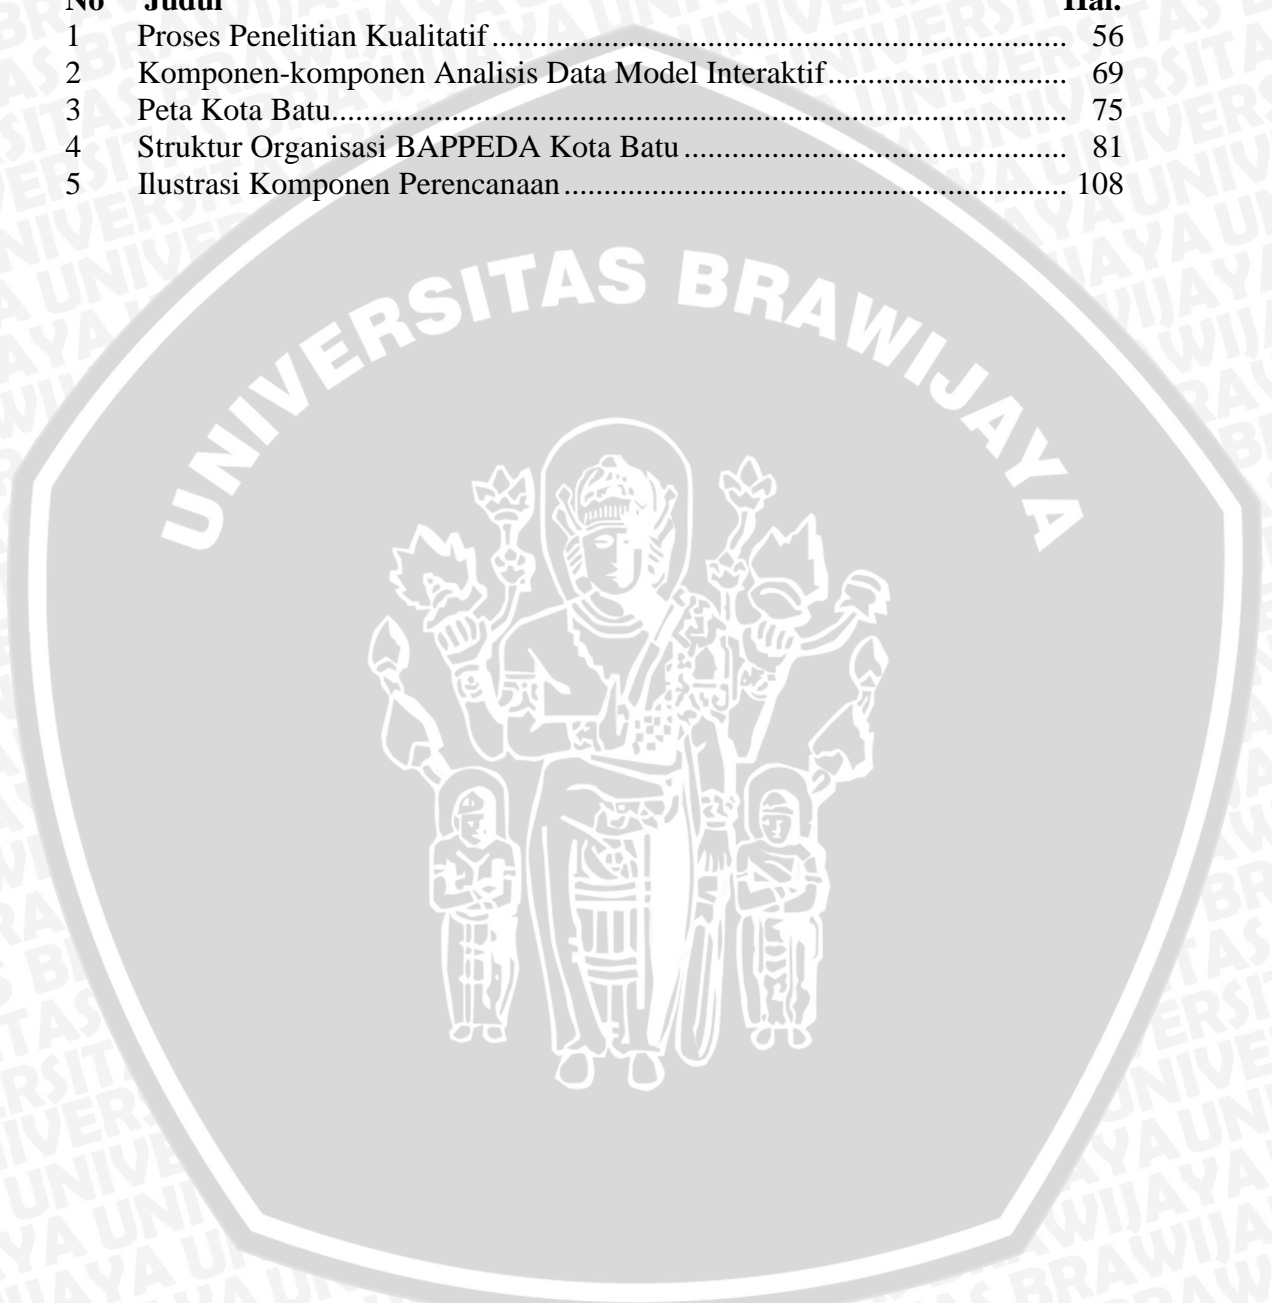 No Judul Hal.
1 Proses Penelitian Kualitatif ................................................................... 56
2 Komponen-komponen Analisis Data Model Interaktif ......................... 69
3 Peta Kota Batu ........................................................................................ 75
4 Struktur Organisasi BAPPEDA Kota Batu ........................................... 81
5 Ilustrasi Komponen Perencanaan ......................................................... 108
UNIVERSITAS BRAWIJAYA